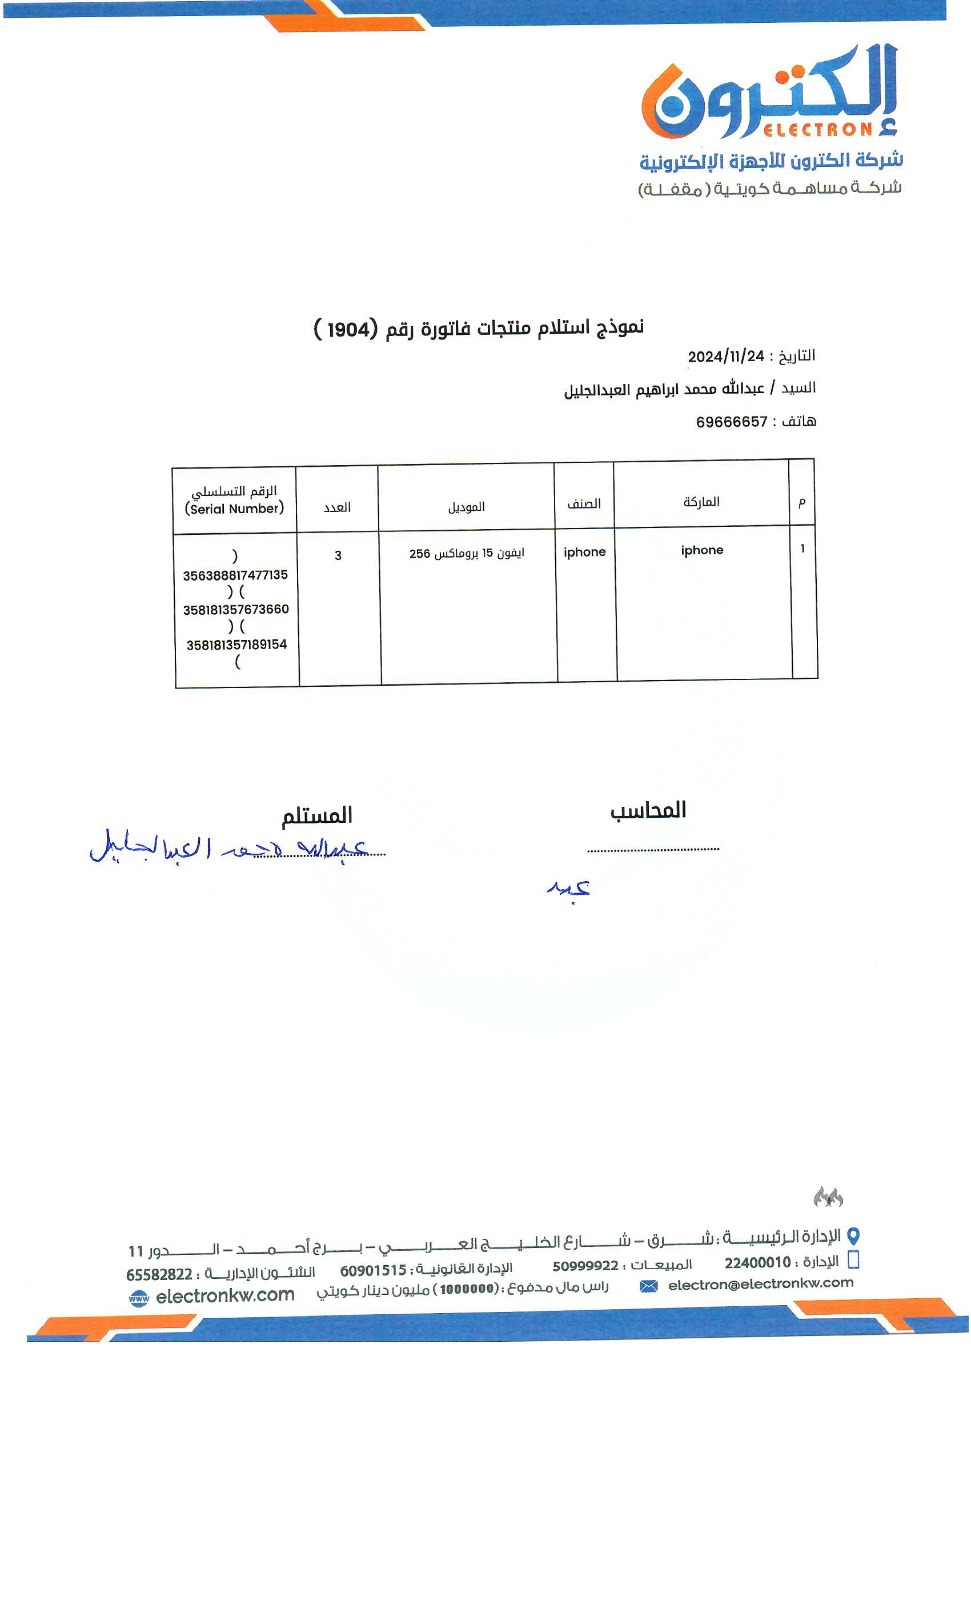 إلكترون
ELECTRON
شركة الكترون للأجهزة الإلكترونية
شركة مساهمة كويتية (مقفلة)
نموذج استلام منتجات فاتورة رقم (1904 )
التاريخ : 2024/11/24
السيد / عبدالله محمد ابراهيم العبدالجليل
هاتف : 69666657
م الماركة الصنف الموديل العدد الرقم التسلسلي (Serial Number)
1 iphone iphone ايفون 15 بروماكس 256 3 (
356388817477135
) (
358181357673660
) (
358181357189154
)
المحاسب
المستلم
عبدالله محمد العبدالجليل
عبد
الإدارة الرئيسية : شرق – شارع الخليج العربي – برج أحمد – الدور 11
الإدارة : 22400010 المبيعات : 50999922 الإدارة القانونية : 60901515 الشئون الإدارية : 65582822
electron@electronkw.com راس مال مدفوع : (1000000) مليون دينار كويتي www electronkw.com